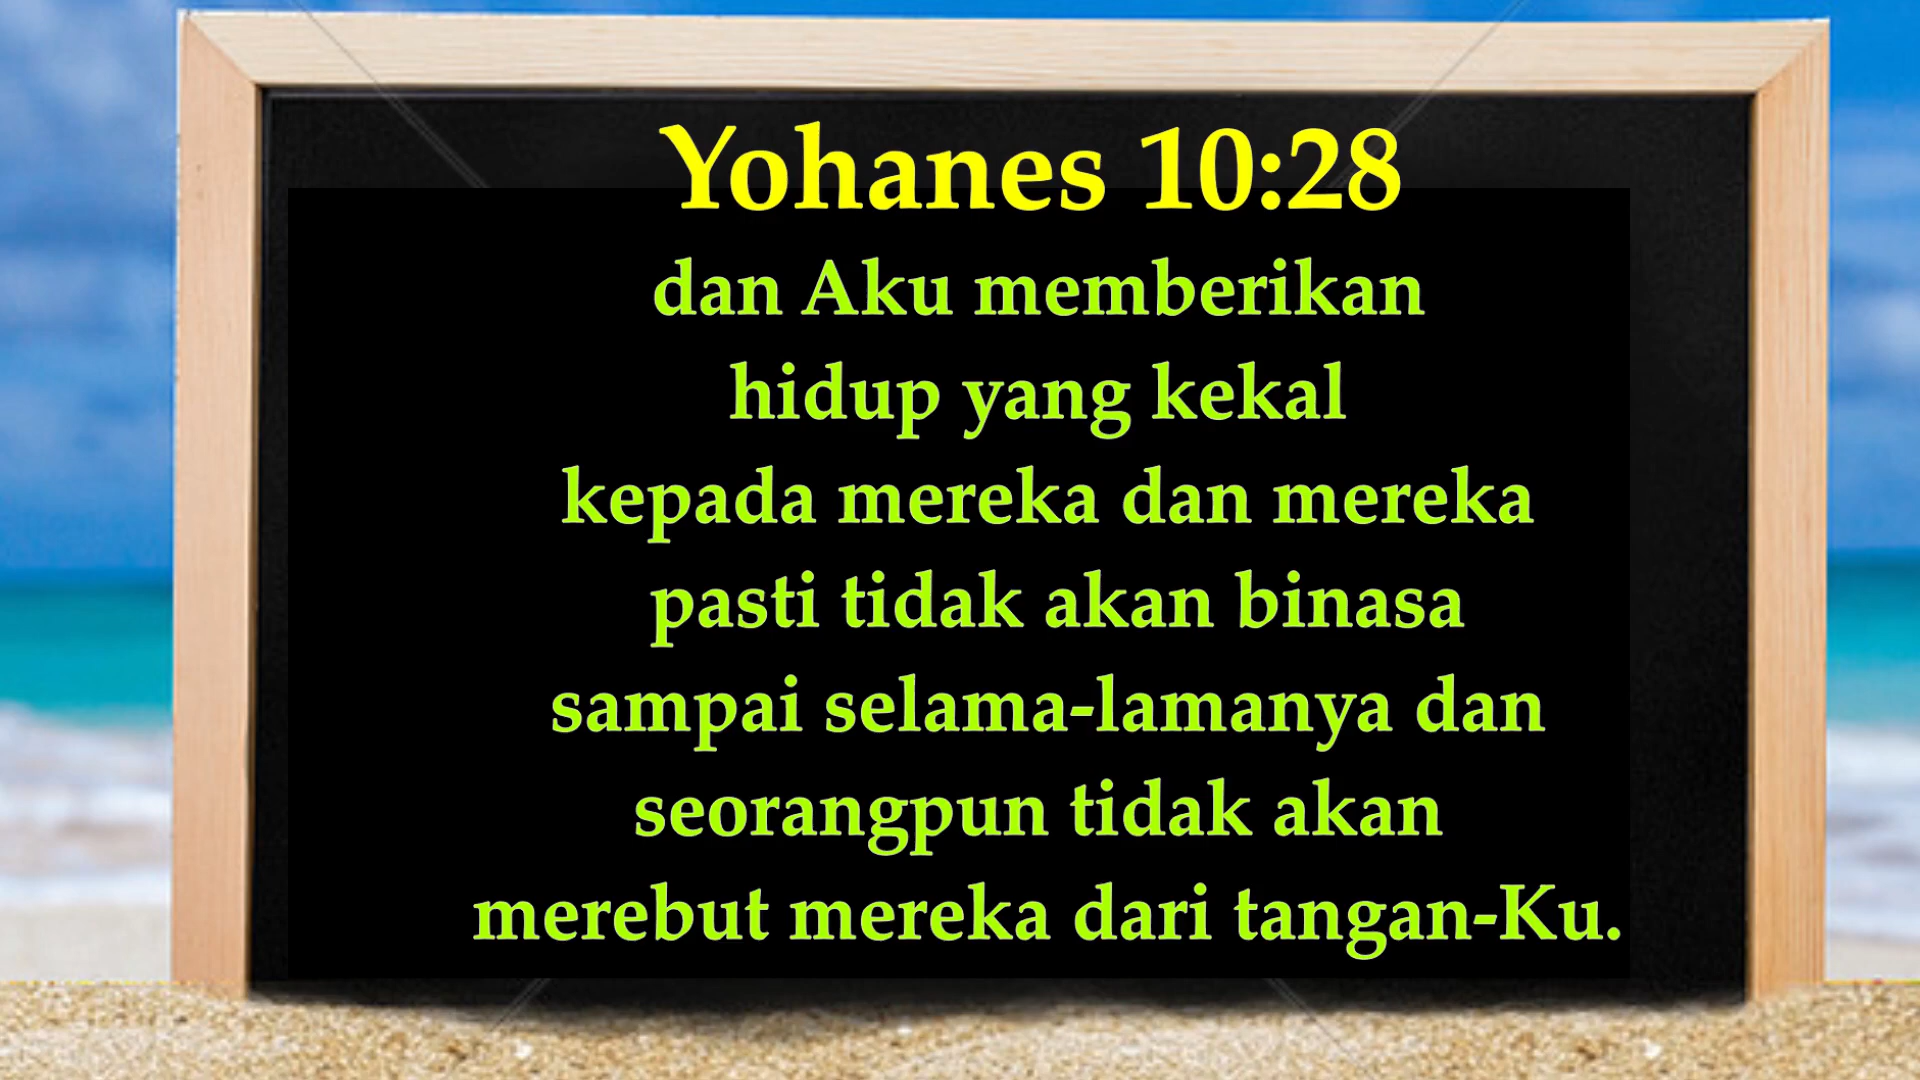 Yohanes 10:28
dan Aku memberikan
hidup yang kekal
kepada mereka dan mereka
pasti tidak akan binasa
sampai selama-lamanya dan
seorangpun tidak akan
merebut mereka dari tangan-Ku.